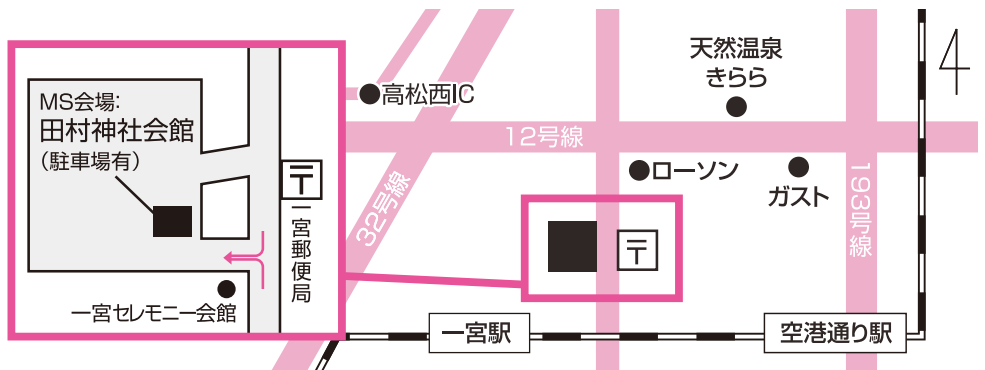 MS会場:
田村神社会館
(駐車場有)
〒
一宮郵便局
一宮セレモニー会館
高松西IC
12号線
32号線
天然温泉
きらら
ローソン
ガスト
193号線
〒
一宮駅
空港通り駅